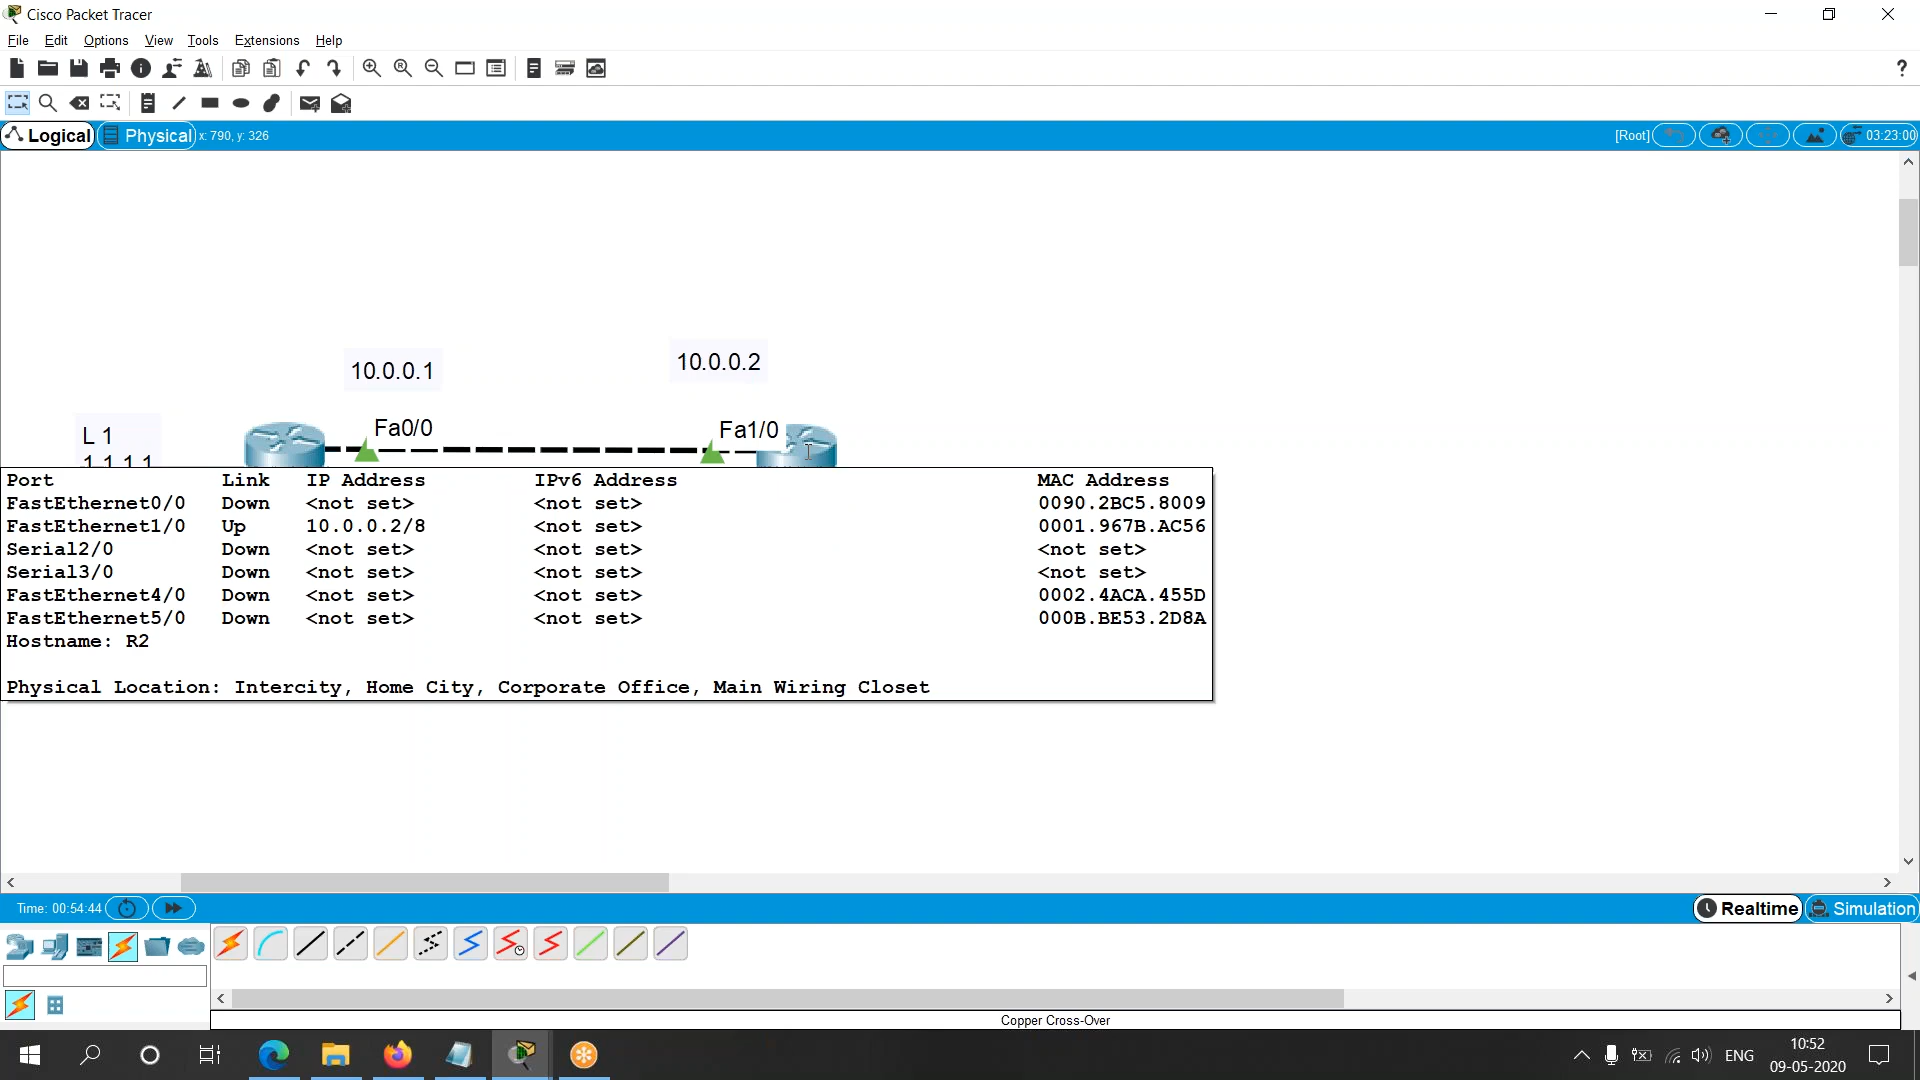 Cisco Packet Tracer
File Edit Options View Tools Extensions Help
?
Logical Physical x: 790, y: 326 [Root] 03:23:00
10.0.0.1 10.0.0.2
Fa0/0 Fa1/0
L 1
1.1.1.1
Port Link IP Address IPv6 Address MAC Address
FastEthernet0/0 Down <not set> <not set> 0090.2BC5.8009
FastEthernet1/0 Up 10.0.0.2/8 <not set> 0001.967B.AC56
Serial2/0 Down <not set> <not set> <not set>
Serial3/0 Down <not set> <not set> <not set>
FastEthernet4/0 Down <not set> <not set> 0002.4ACA.455D
FastEthernet5/0 Down <not set> <not set> 000B.BE53.2D8A
Hostname: R2
Physical Location: Intercity, Home City, Corporate Office, Main Wiring Closet
Time: 00:54:44 Realtime Simulation
Copper Cross-Over
ENG 10:52
09-05-2020